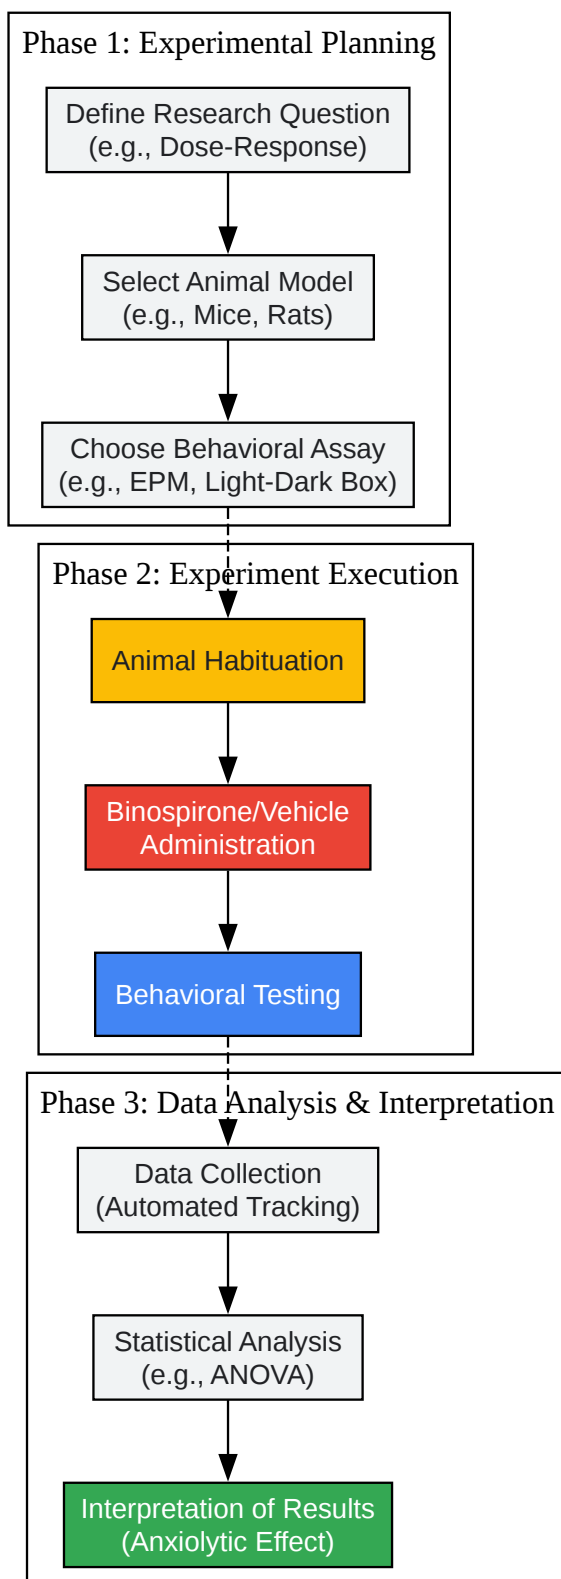 Phase 1: Experimental Planning
Define Research Question
(e.g., Dose-Response)
Select Animal Model
(e.g., Mice, Rats)
Choose Behavioral Assay
(e.g., EPM, Light-Dark Box)
Phase 2: Experiment Execution
Animal Habituation
Binospirone/Vehicle
Administration
Behavioral Testing
Phase 3: Data Analysis & Interpretation
Data Collection
(Automated Tracking)
Statistical Analysis
(e.g., ANOVA)
Interpretation of Results
(Anxiolytic Effect)